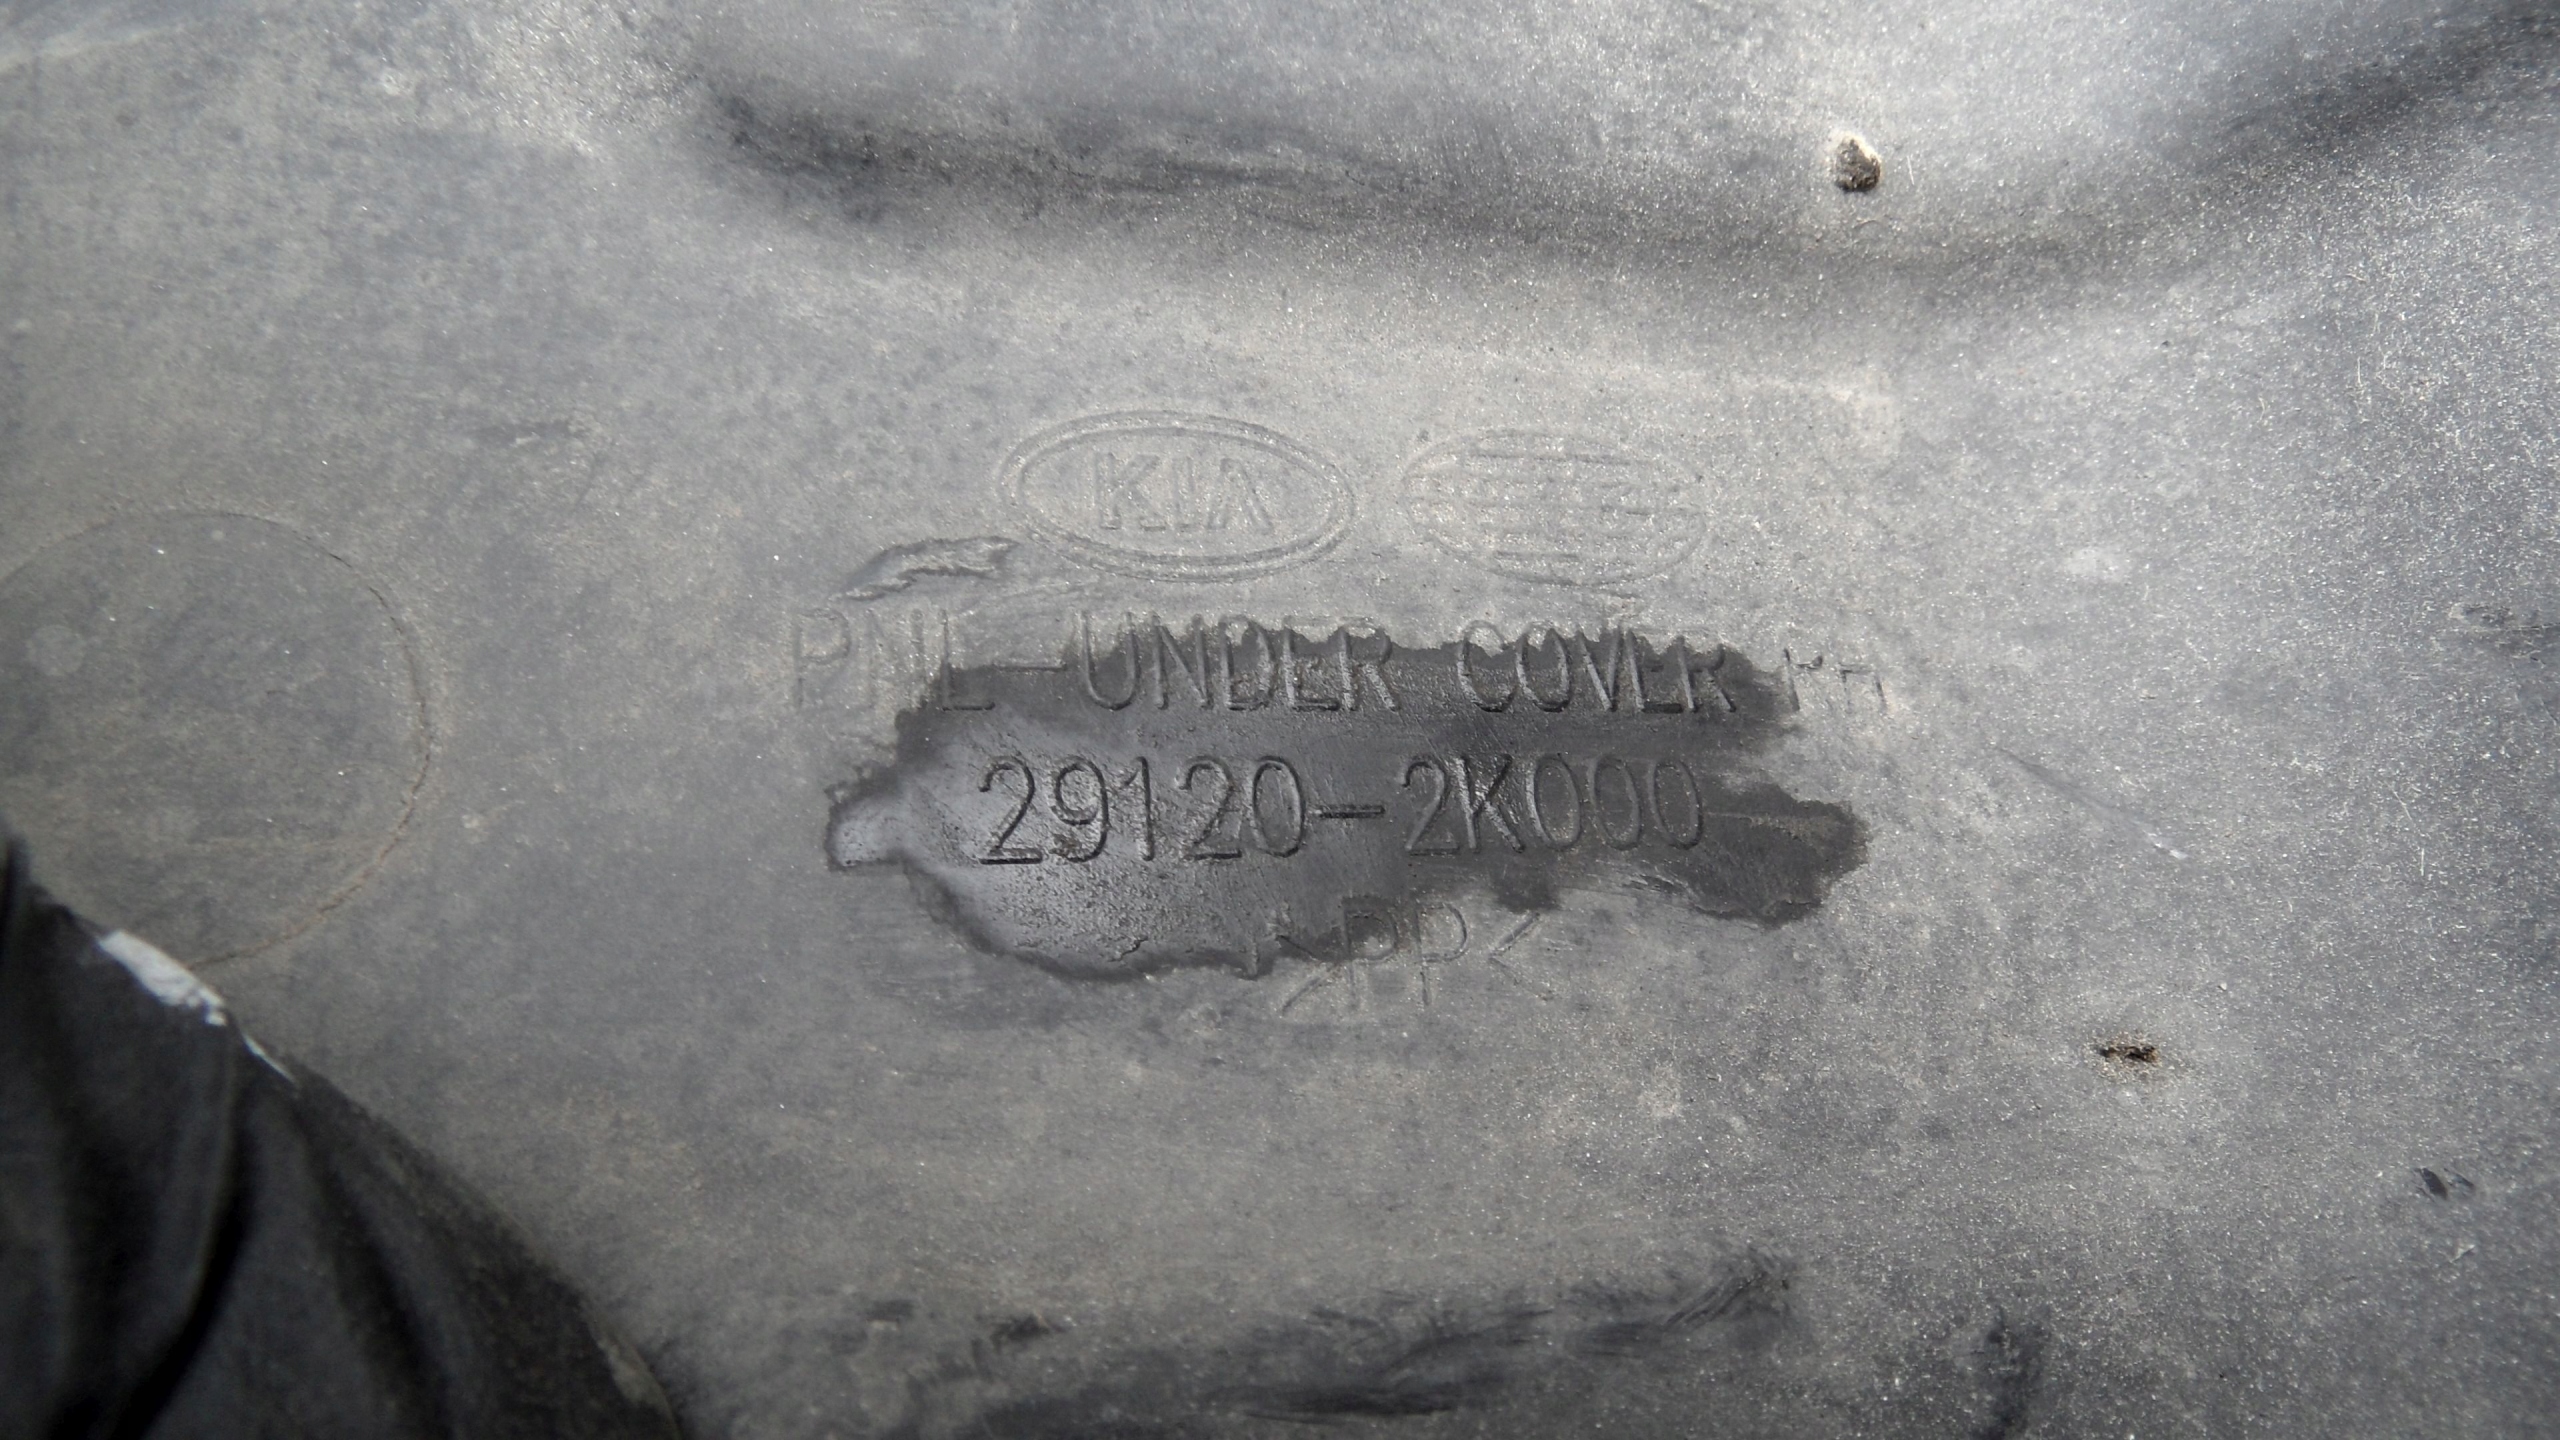 KIA
PNL-UNDER COVER RH
29120-2K000
>PP<